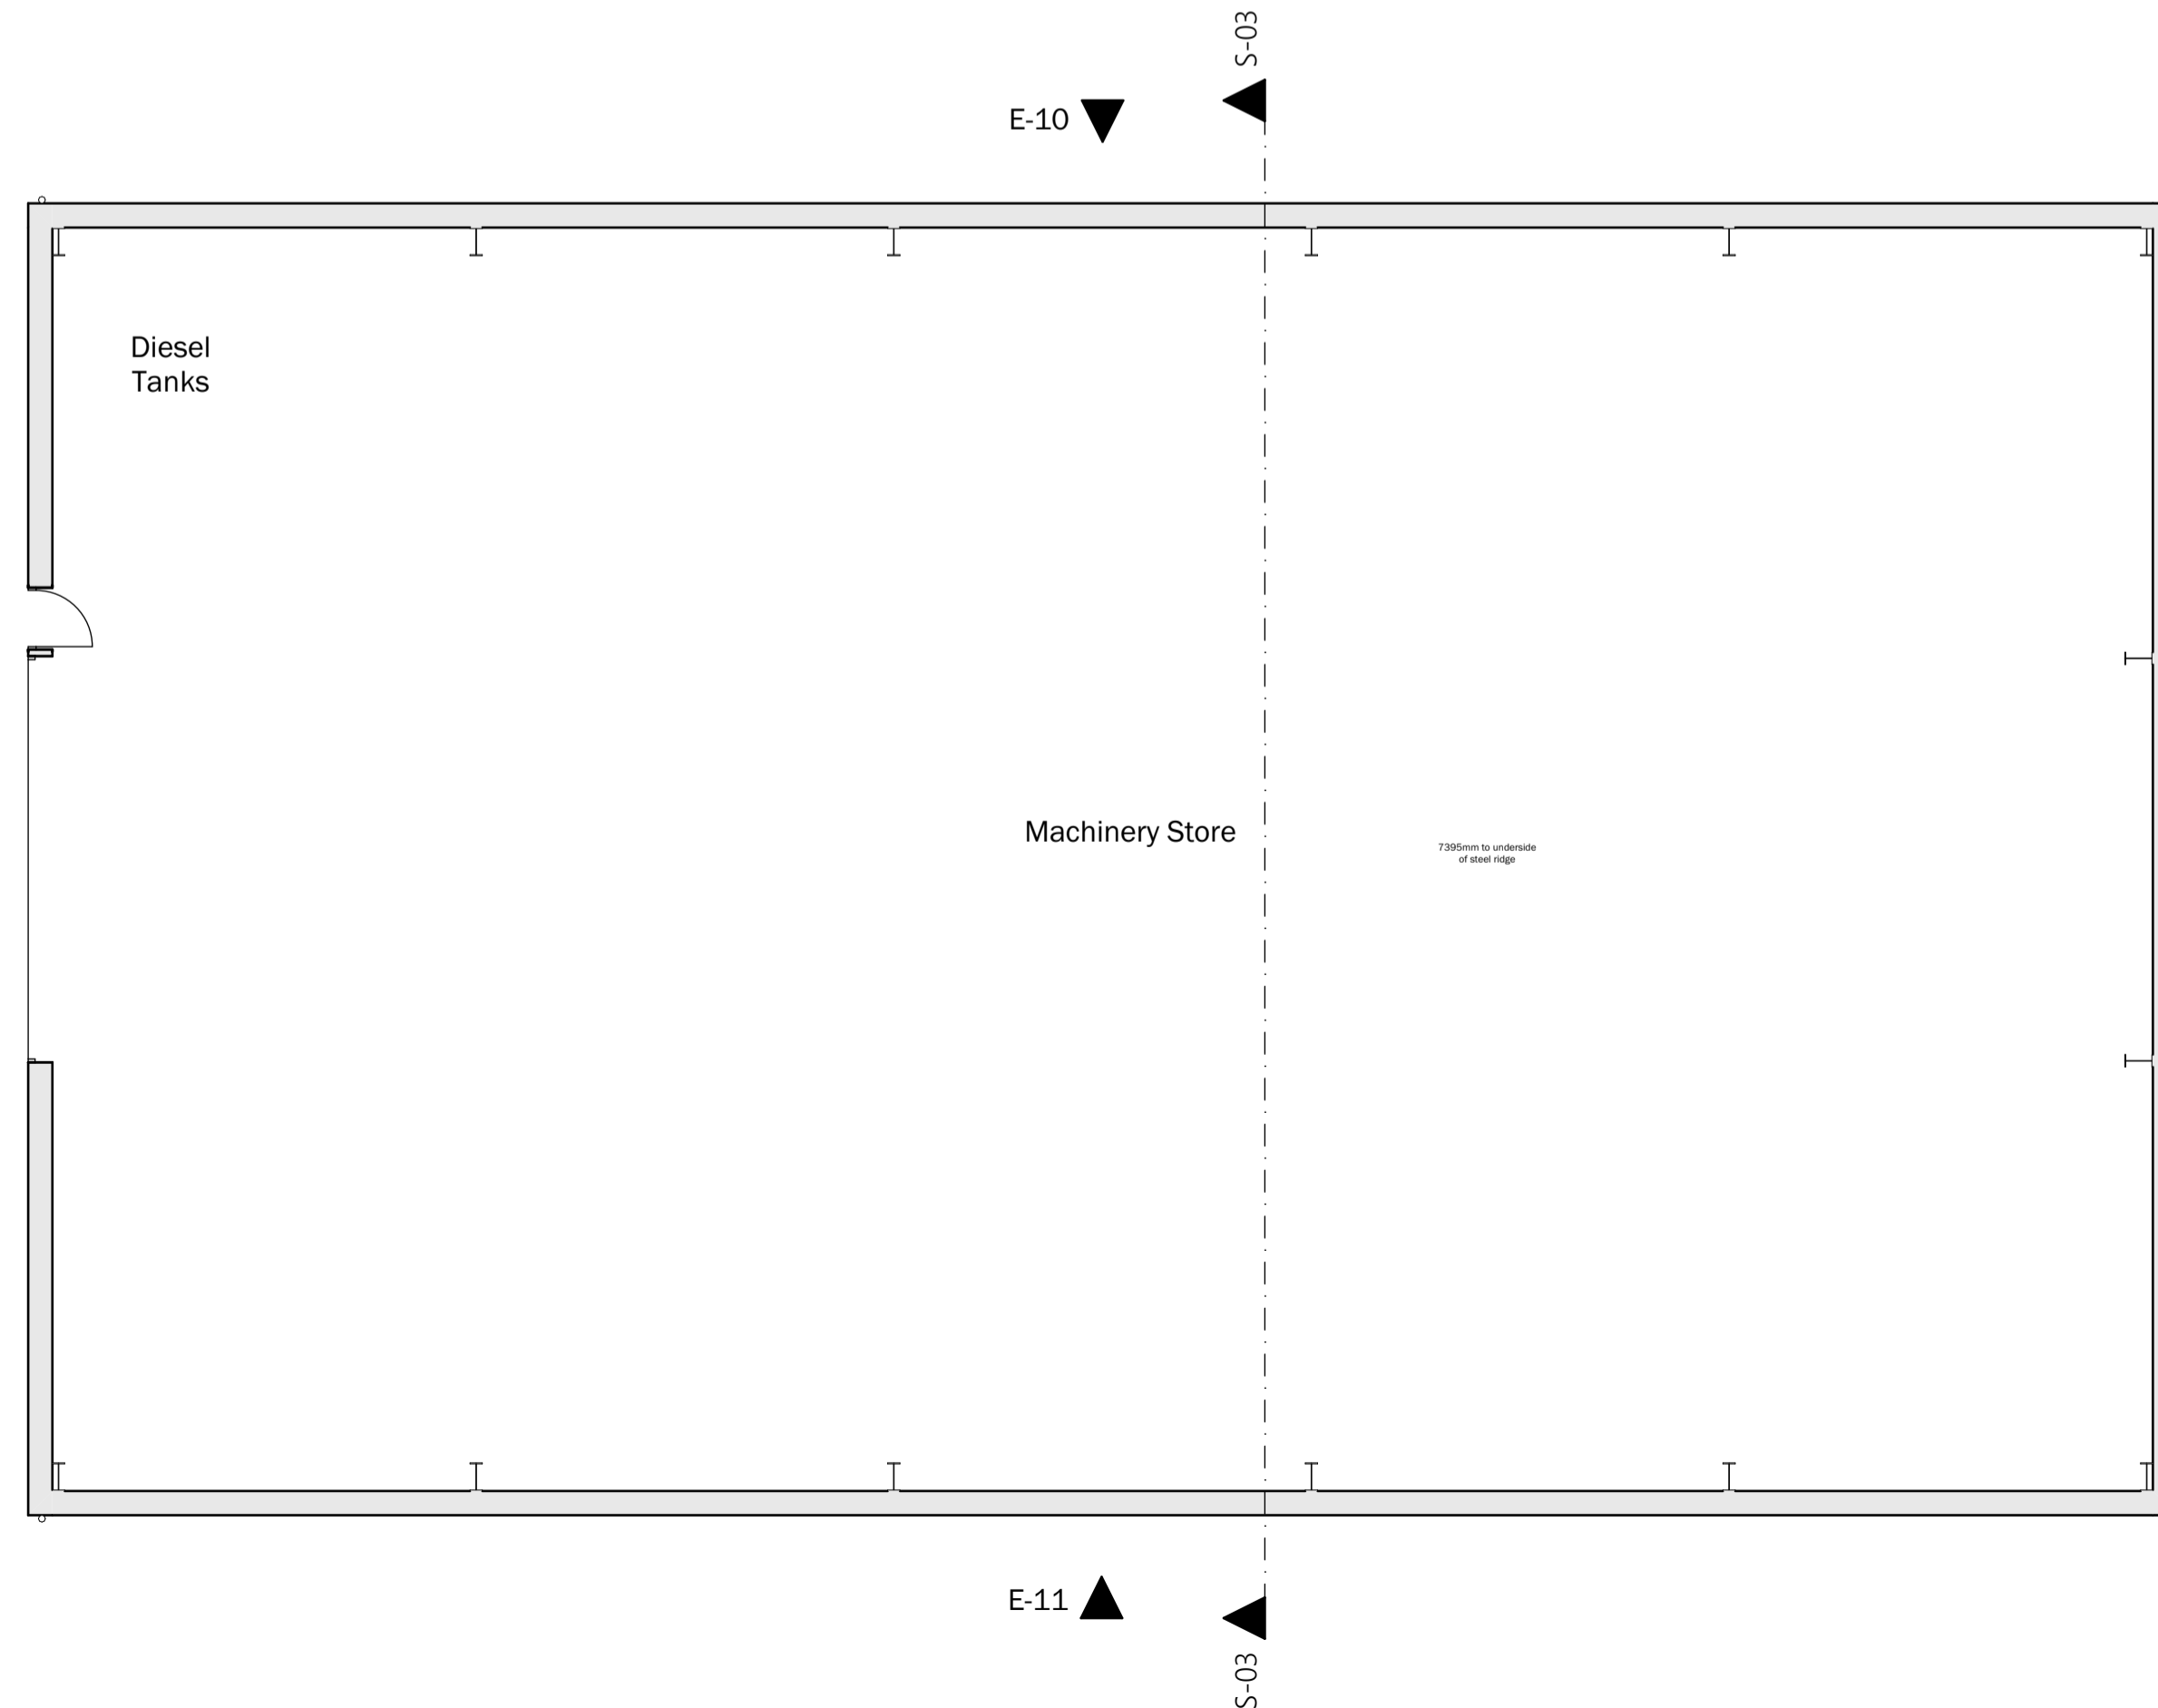 S-03
E-10
Diesel
Tanks
Machinery Store
7395mm to underside
of steel ridge
E-11
S-03